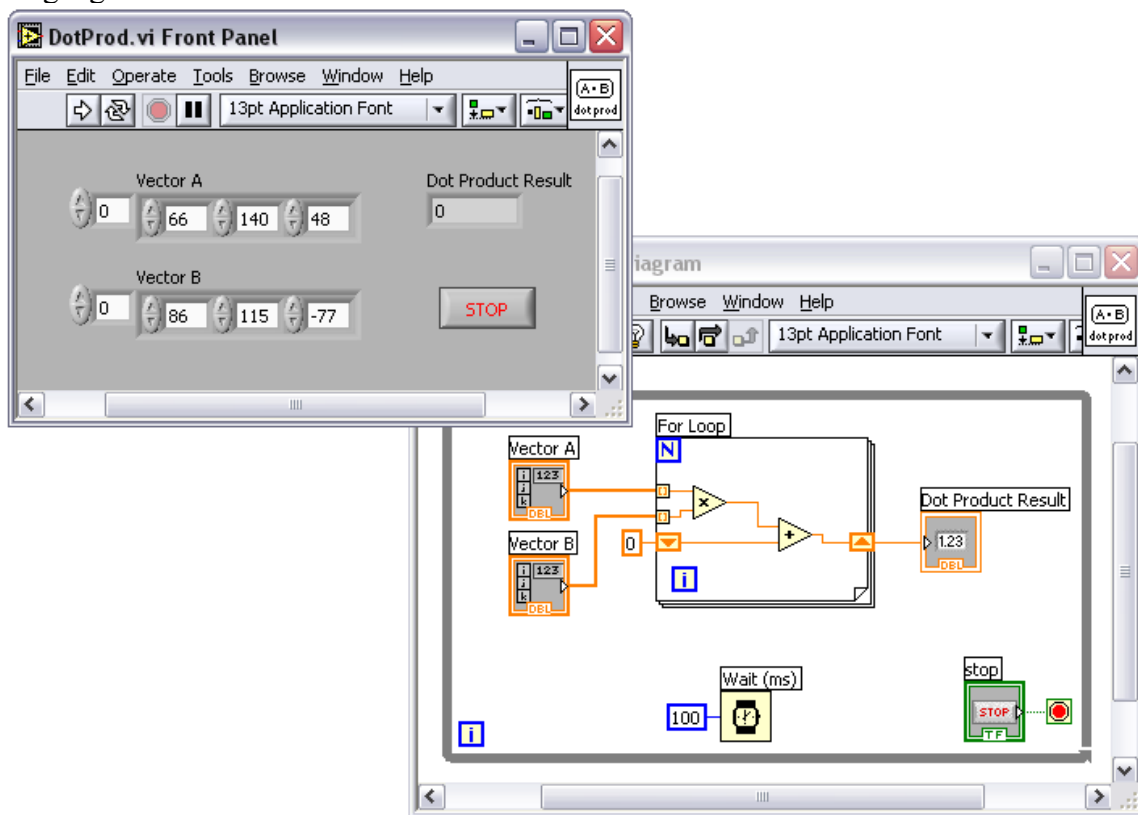 DotProd.vi Front Panel
File Edit Operate Tools Browse Window Help
13pt Application Font
A•B
dot prod
Vector A
0 66 140 48
Dot Product Result
0
Vector B
0 86 115 -77
STOP
iagram
Browse Window Help
13pt Application Font
A•B
dot prod
For Loop
N
Vector A
i 123
j
k
DBL
Dot Product Result
1.23
DBL
Vector B
i 123
j
k
DBL
0
i
Wait (ms)
100
stop
STOP
TF
i